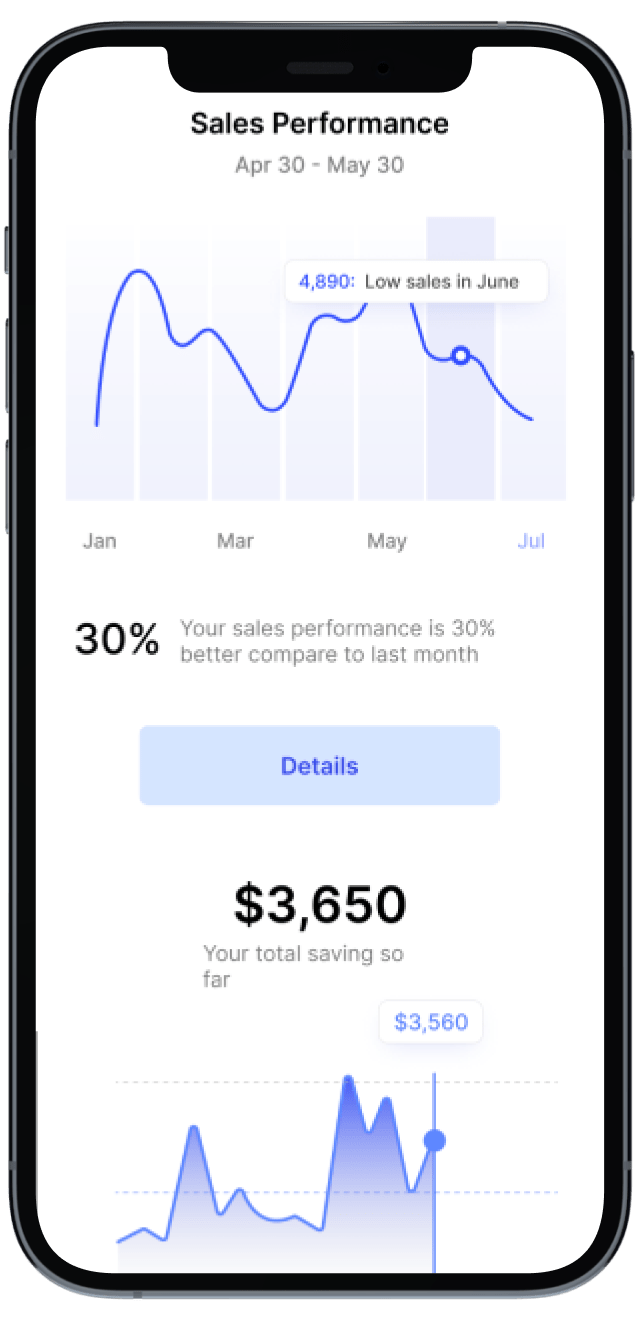 Sales Performance
Apr 30 - May 30
4,890: Low sales in June
Jan Mar May Jul
30% Your sales performance is 30%
better compare to last month
Details
$3,650
Your total saving so
far
$3,560